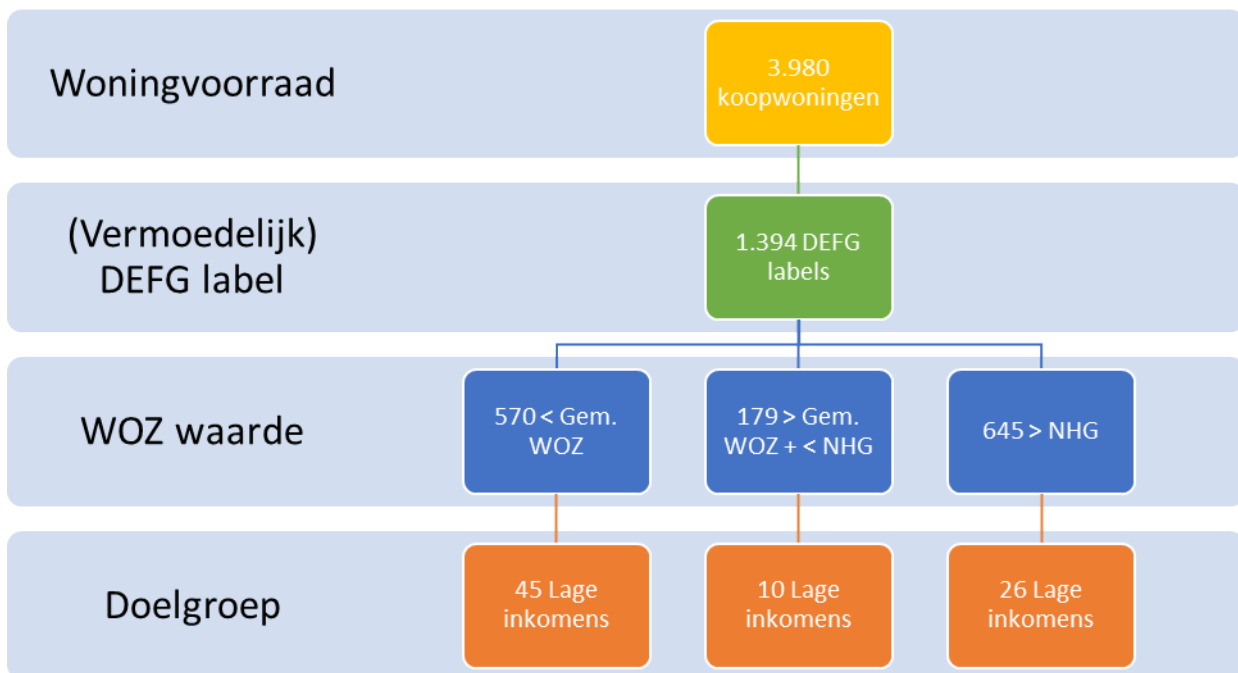 Woningvoorraad
3.980
koopwoningen
(Vermoedelijk)
DEFG label
1.394 DEFG
labels
WOZ waarde
570 < Gem.
WOZ
179 > Gem.
WOZ + < NHG
645 > NHG
Doelgroep
45 Lage
inkomens
10 Lage
inkomens
26 Lage
inkomens